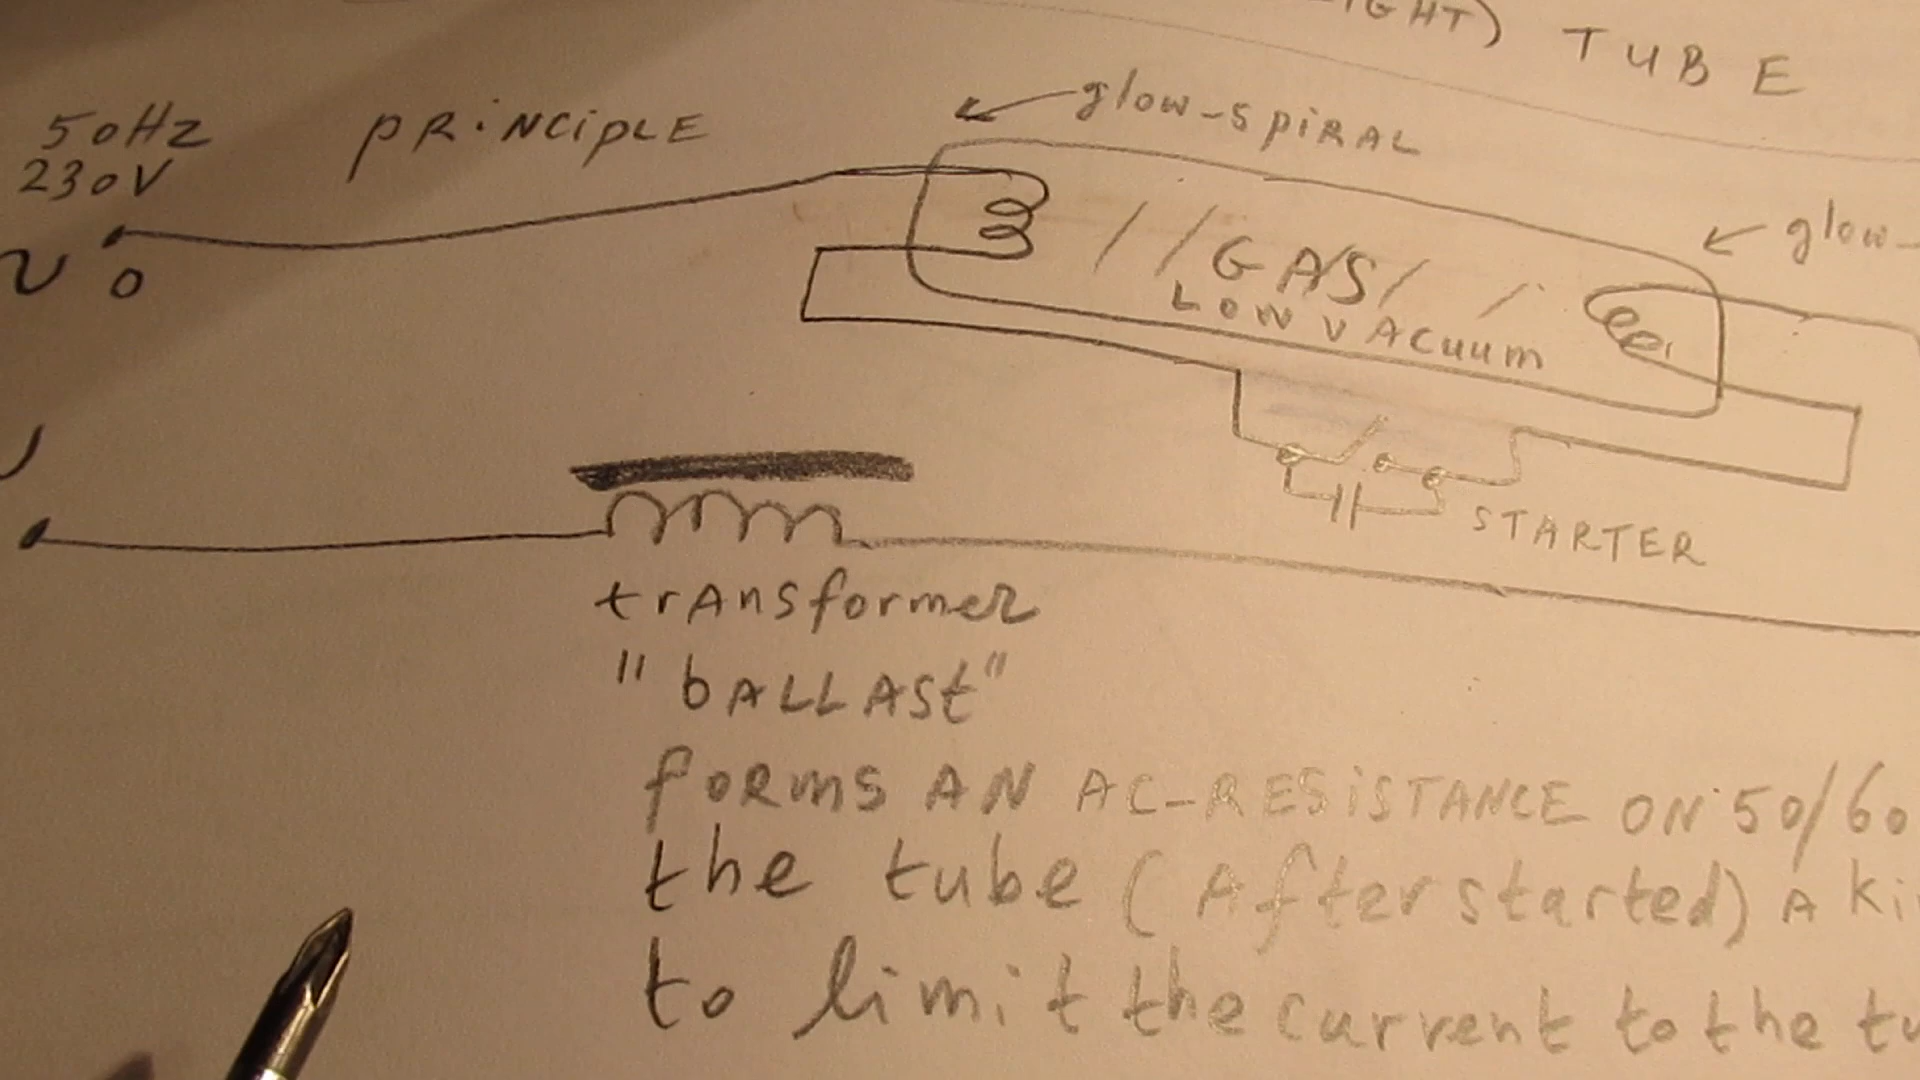 TUBE
glow-SPIRAL
50Hz
230V
PRINCIPLE
glow-
GAS
LOW VACUUM
STARTER
transformer
"BALLAST"
FORMS AN AC-RESISTANCE ON 50/60
the tube (After started) A
to limit the current to the